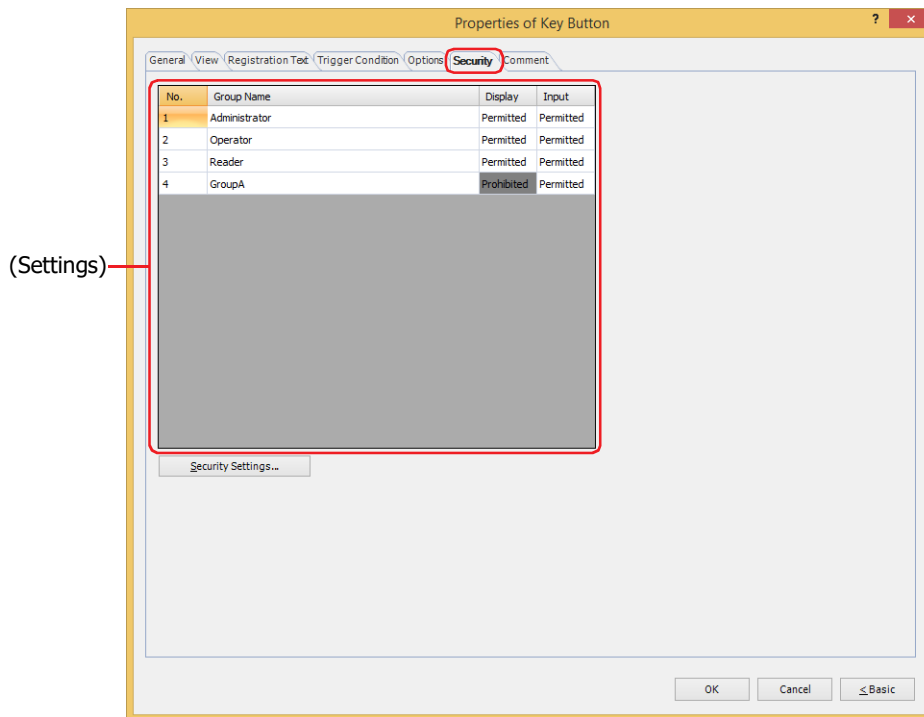 Properties of Key Button
? ×
General View Registration Text Trigger Condition Options Security Comment
No. Group Name Display Input
1 Administrator Permitted Permitted
2 Operator Permitted Permitted
3 Reader Permitted Permitted
4 GroupA Prohibited Permitted
(Settings)
Security Settings...
OK Cancel < Basic